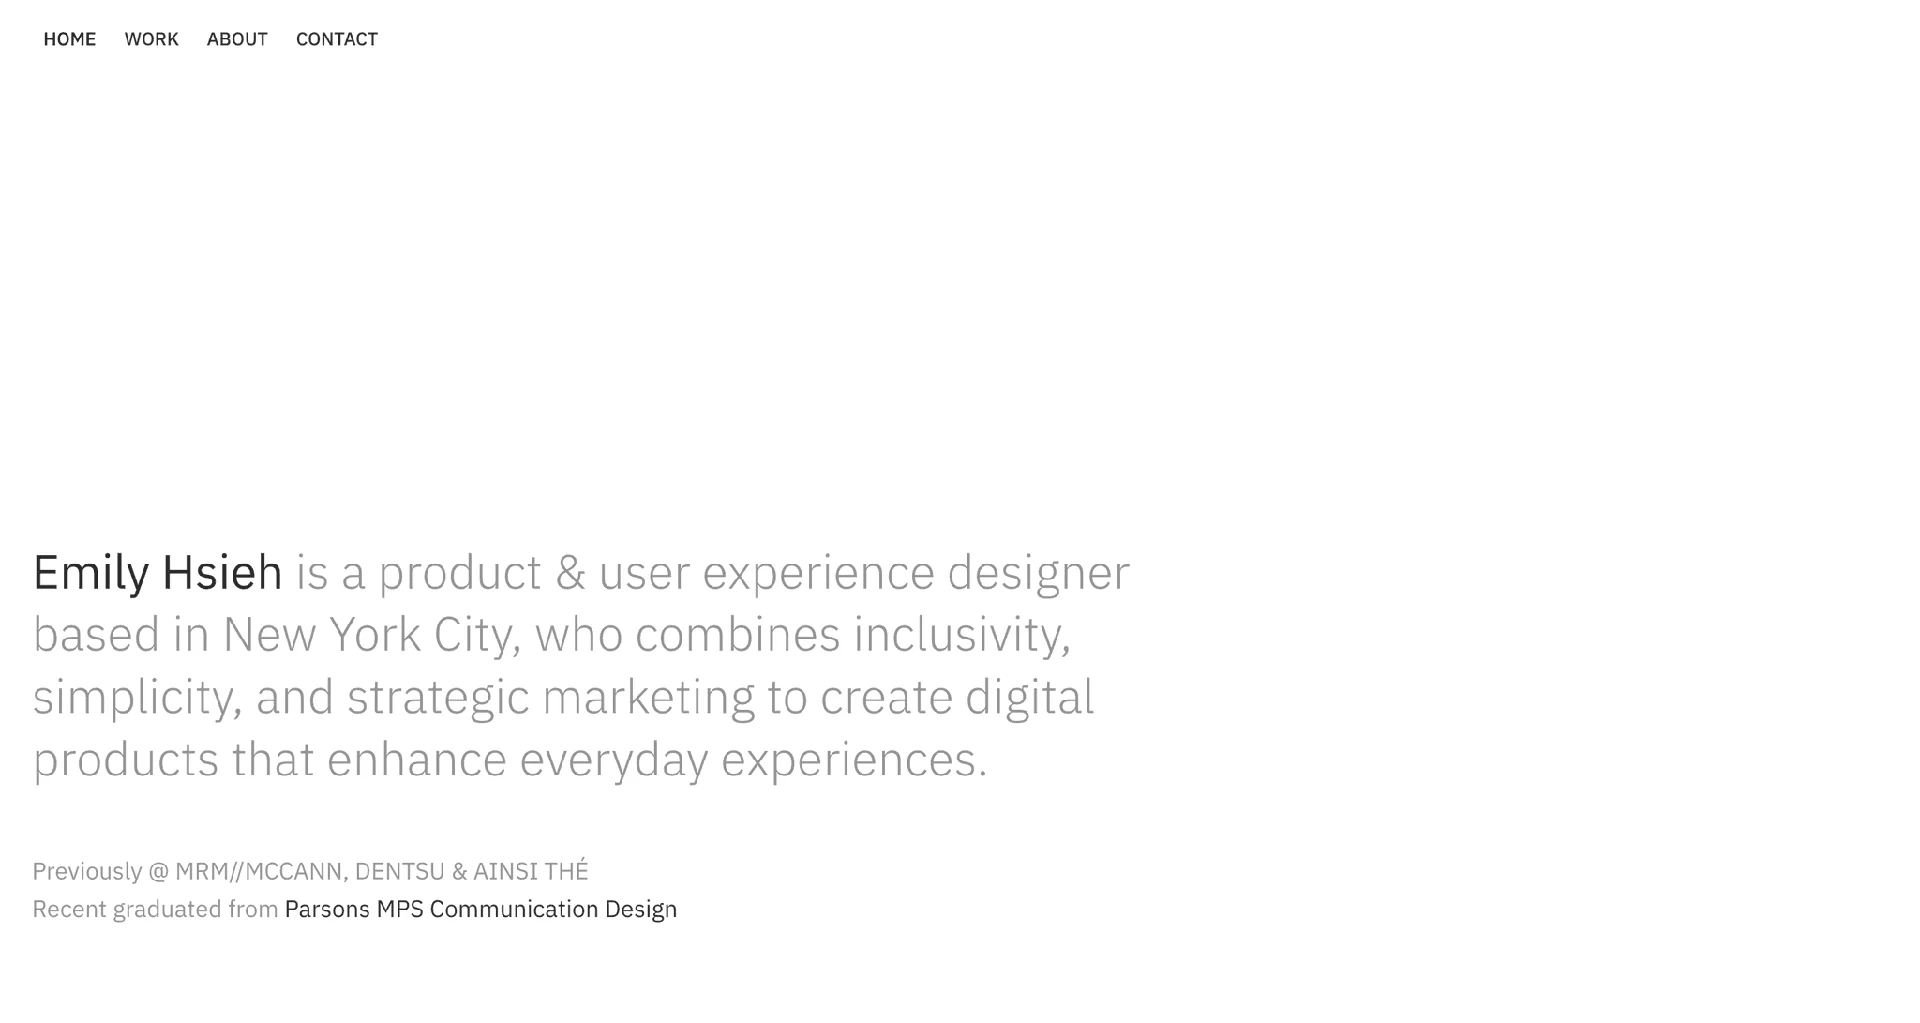 HOME WORK ABOUT CONTACT
Emily Hsieh is a product & user experience designer
based in New York City, who combines inclusivity,
simplicity, and strategic marketing to create digital
products that enhance everyday experiences.
Previously @ MRM//MCCANN, DENTSU & AINSI THÉ
Recent graduated from Parsons MPS Communication Design